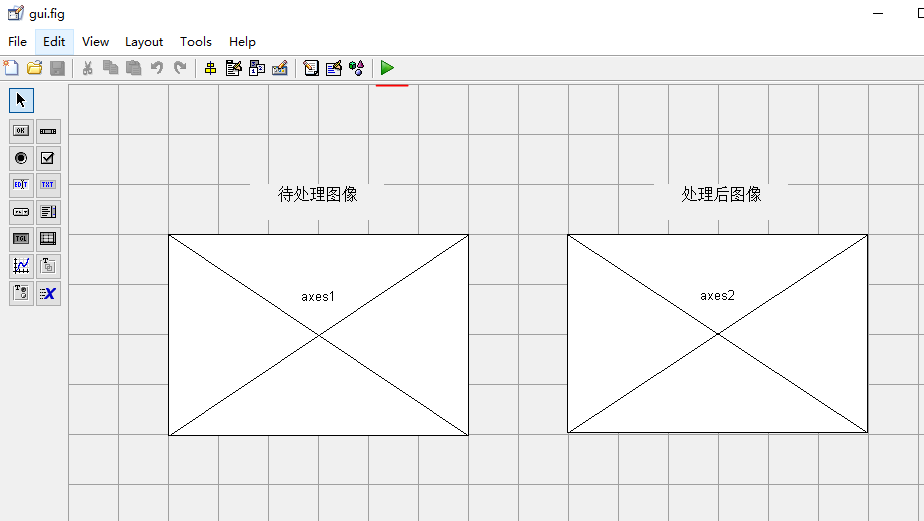 gui.fig
File Edit View Layout Tools Help
OK
EDIT TXT
TGL
待处理图像 处理后图像
axes1 axes2